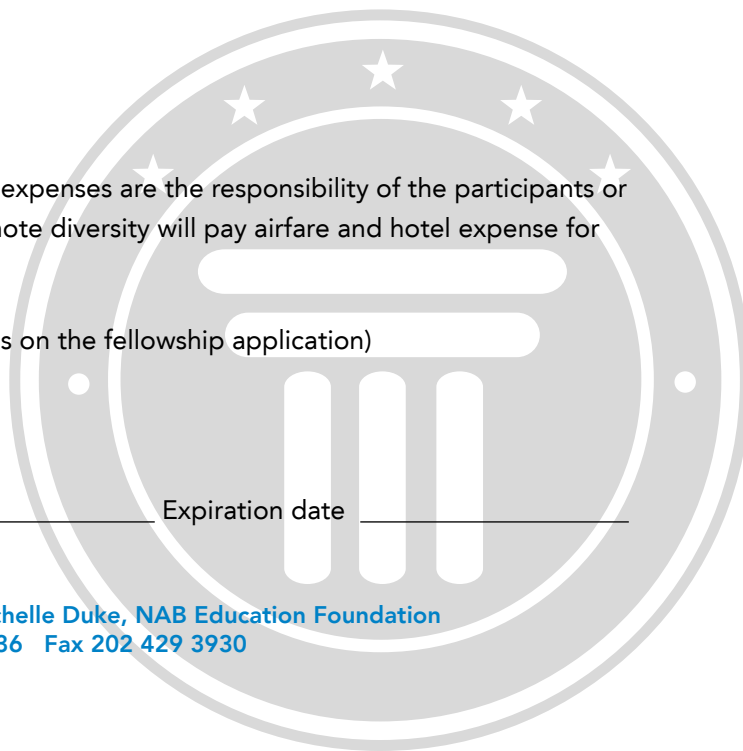 expenses are the responsibility of the participants or
note diversity will pay airfare and hotel expense for
s on the fellowship application)
Expiration date
helle Duke, NAB Education Foundation
36 Fax 202 429 3930